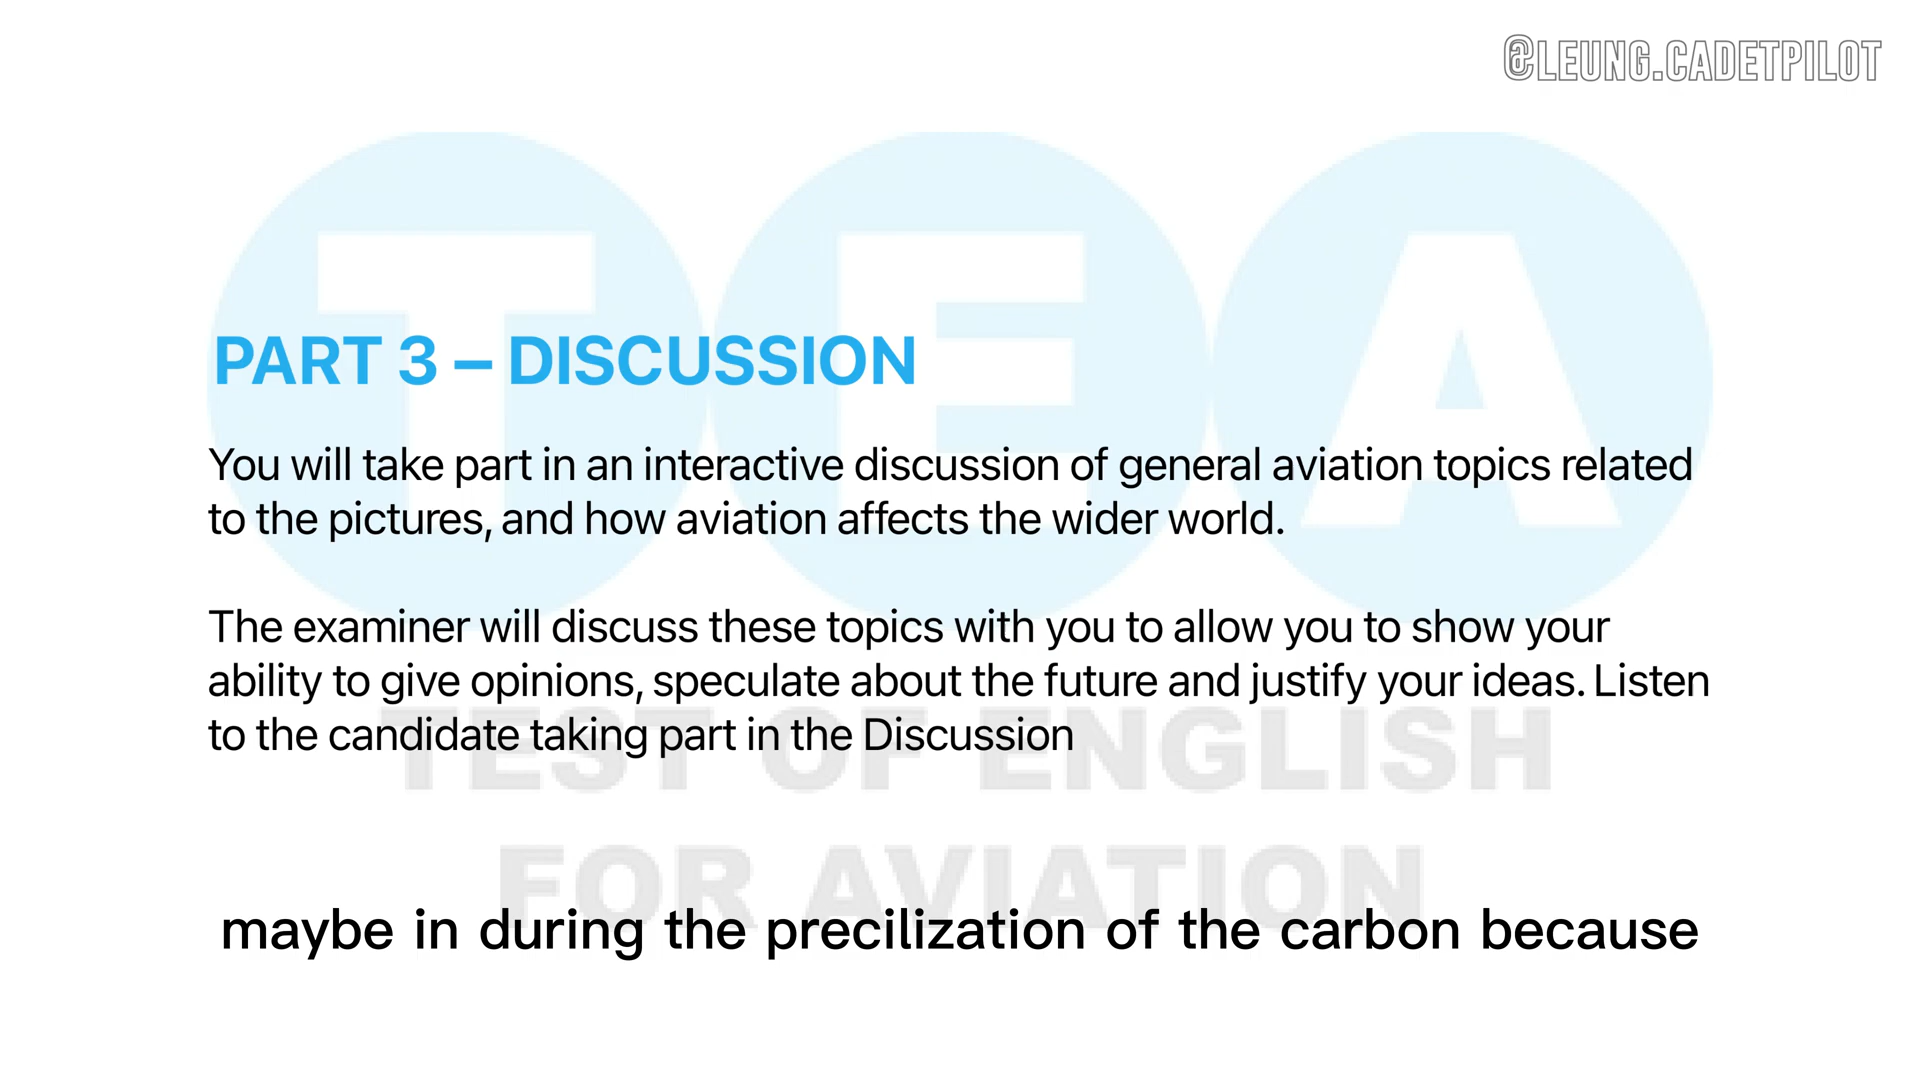 @LEUNG.CADETPILOT
TEA
PART 3 – DISCUSSION
You will take part in an interactive discussion of general aviation topics related
to the pictures, and how aviation affects the wider world.
The examiner will discuss these topics with you to allow you to show your
ability to give opinions, speculate about the future and justify your ideas. Listen
to the candidate taking part in the Discussion
TEST OF ENGLISH
FOR AVIATION
maybe in during the precilization of the carbon because